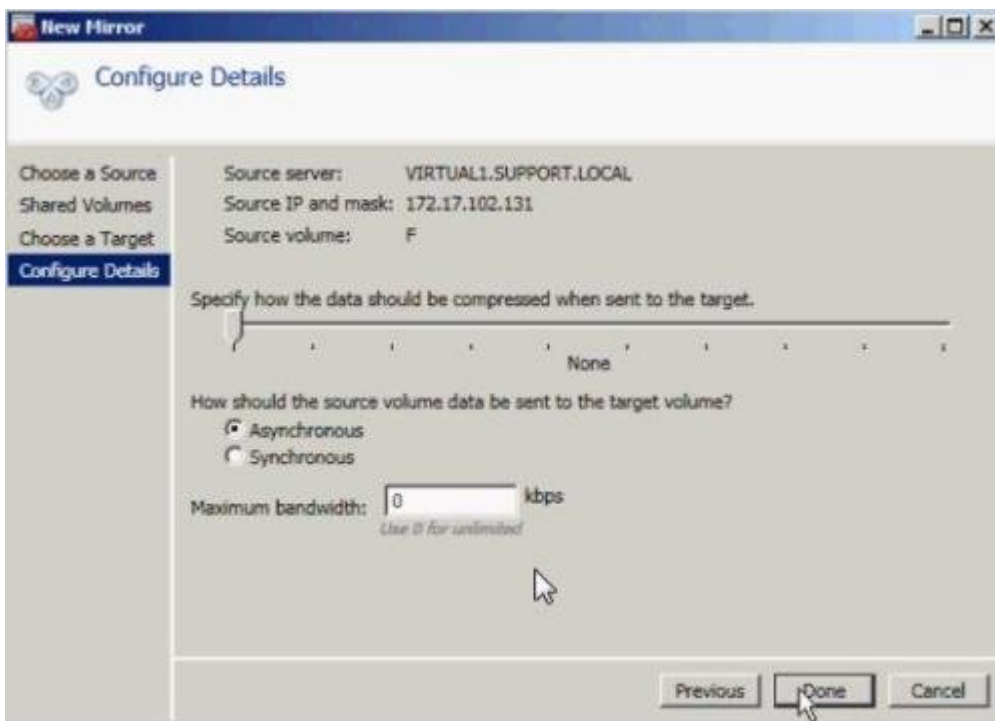 New Mirror
Configure Details
Choose a Source
Shared Volumes
Choose a Target
Configure Details
Source server: VIRTUAL1.SUPPORT.LOCAL
Source IP and mask: 172.17.102.131
Source volume: F
Specify how the data should be compressed when sent to the target.
None
How should the source volume data be sent to the target volume?
Asynchronous
Synchronous
Maximum bandwidth: 0 kbps
Use 0 for unlimited
Previous Done Cancel